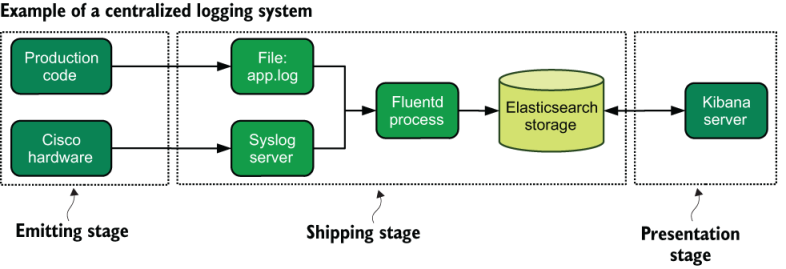 Example of a centralized logging system
Production
code
File:
app.log
Fluentd
process
Elasticsearch
storage
Kibana
server
Cisco
hardware
Syslog
server
Emitting stage
Shipping stage
Presentation
stage